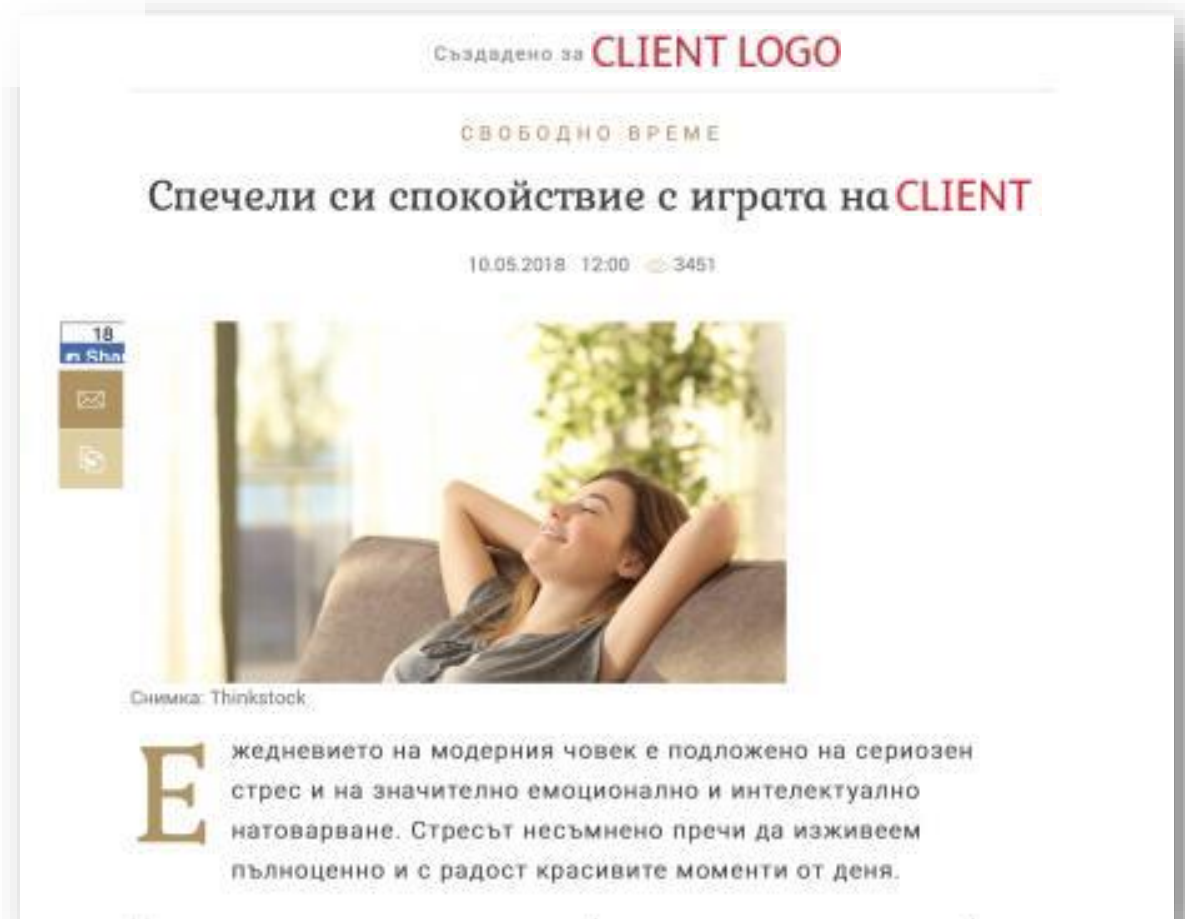 Създадено за CLIENT LOGO
СВОБОДНО ВРЕМЕ
Спечели си спокойствие с играта на CLIENT
10.05.2018 12:00 3451
18
Снимка: Thinkstock
Ежедневието на модерния човек е подложено на сериозен
стрес и на значително емоционално и интелектуално
натоварване. Стресът несъмнено пречи да изживеем
пълноценно и с радост красивите моменти от деня.